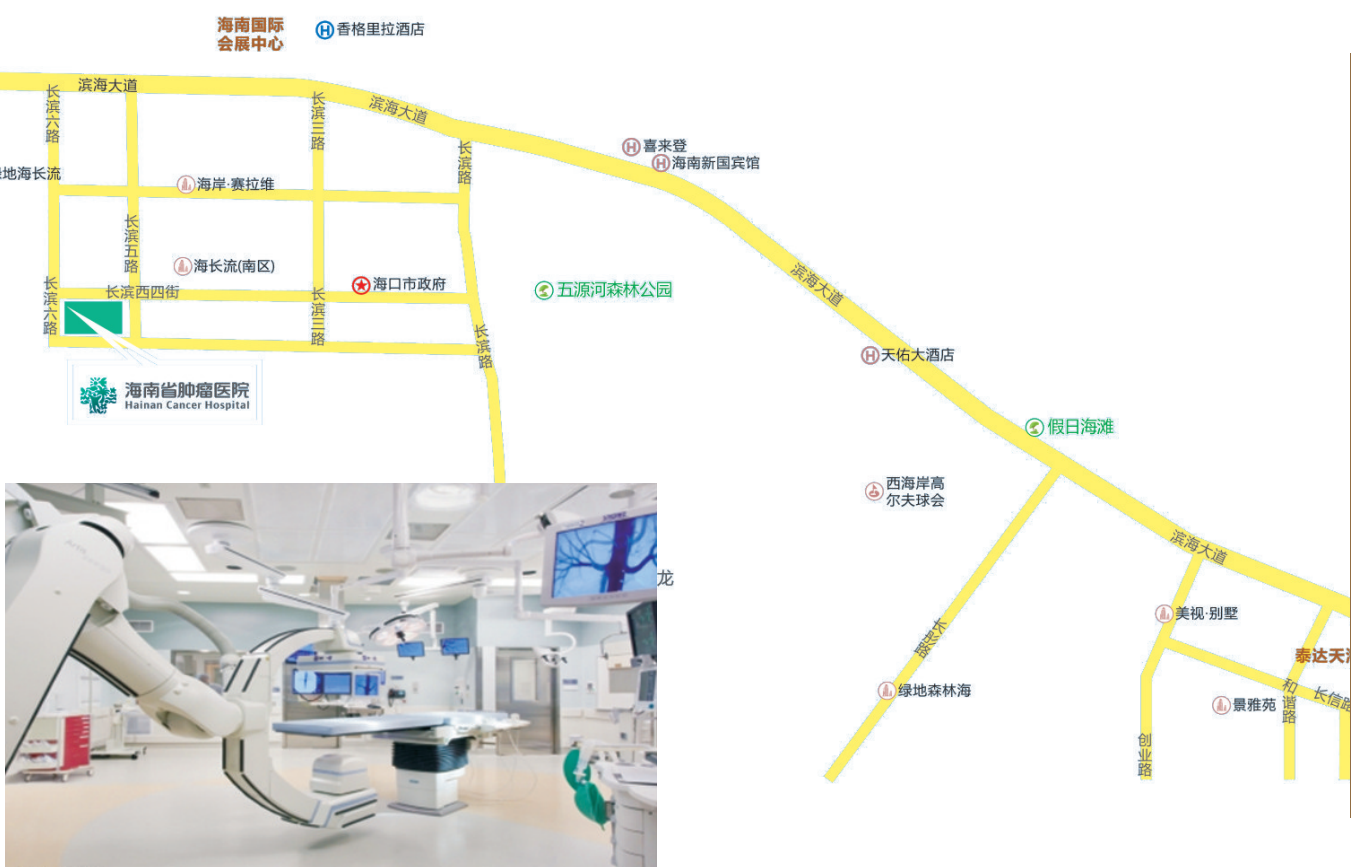 海南国际
会展中心
香格里拉酒店
滨海大道
长滨六路
长滨三路
滨海大道
长滨路
喜来登
海南新国宾馆
绿地海长流
海岸·赛拉维
长滨五路
海长流(南区)
海口市政府
五源河森林公园
滨海大道
长滨六路
长滨西四街
长滨三路
长滨路
天佑大酒店
海南省肿瘤医院
Hainan Cancer Hospital
假日海滩
西海岸高
尔夫球会
滨海大道
龙
美视·别墅
长怂路
泰达天
绿地森林海
景雅苑
和谐路
长信路
创业路